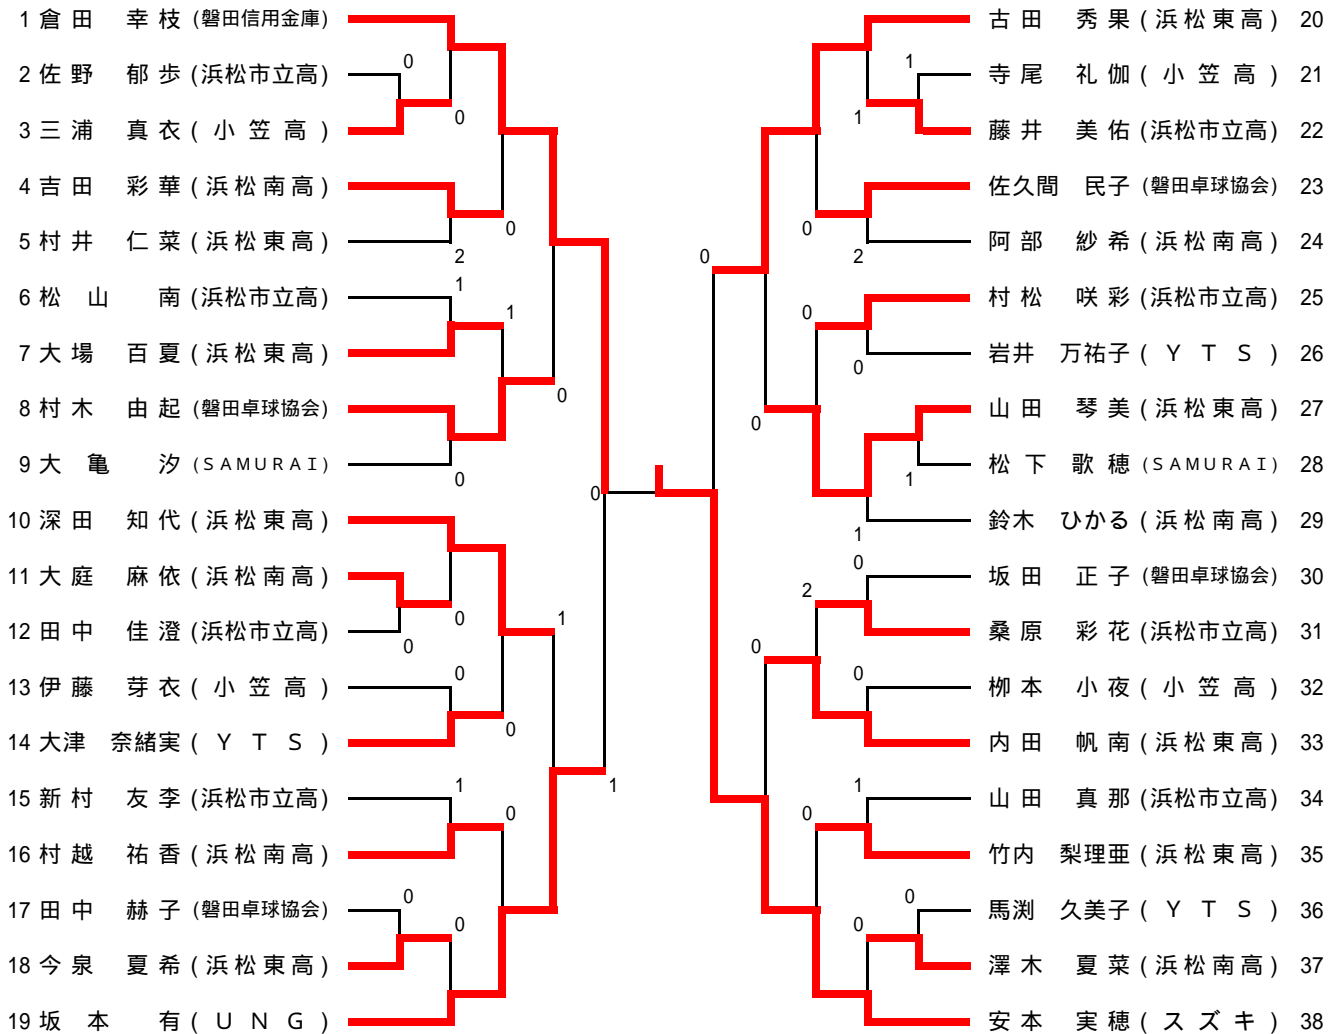 1 倉田 幸枝 (磐田信用金庫)
2 佐野 郁歩 (浜松市立高)
3 三浦 真衣 (小笠高)
4 吉田 彩華 (浜松南高)
5 村井 仁菜 (浜松東高)
6 松山 南 (浜松市立高)
7 大場 百夏 (浜松東高)
8 村木 由起 (磐田卓球協会)
9 大亀 汐 (SAMURAI)
10 深田 知代 (浜松東高)
11 大庭 麻依 (浜松南高)
12 田中 佳澄 (浜松市立高)
13 伊藤 芽衣 (小笠高)
14 大津 奈緒実 (YTS)
15 新村 友李 (浜松市立高)
16 村越 祐香 (浜松南高)
17 田中 赫子 (磐田卓球協会)
18 今泉 夏希 (浜松東高)
19 坂本 有 (UNG)
0
0
0
2
1
1
0
0
0
0
0
1
0
0
1
0
1
0
0
古田 秀果 (浜松東高) 20
寺尾 礼伽 (小笠高) 21
藤井 美佑 (浜松市立高) 22
佐久間 民子 (磐田卓球協会) 23
阿部 紗希 (浜松南高) 24
村松 咲彩 (浜松市立高) 25
岩井 万祐子 (YTS) 26
山田 琴美 (浜松東高) 27
松下 歌穂 (SAMURAI) 28
鈴木 ひかる (浜松南高) 29
坂田 正子 (磐田卓球協会) 30
桑原 彩花 (浜松市立高) 31
栁本 小夜 (小笠高) 32
内田 帆南 (浜松東高) 33
山田 真那 (浜松市立高) 34
竹内 梨理亜 (浜松東高) 35
馬渕 久美子 (YTS) 36
澤木 夏菜 (浜松南高) 37
安本 実穂 (スズキ) 38
1
1
0
2
0
0
0
0
1
1
0
2
0
0
1
0
0
0